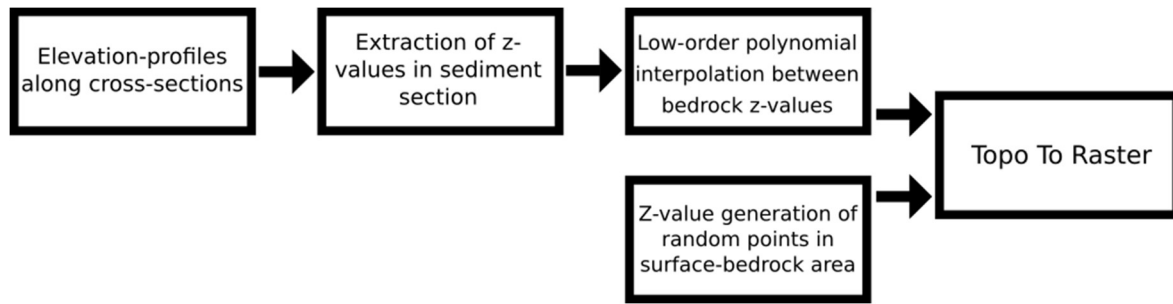 Elevation-profiles
along cross-sections
Extraction of z-
values in sediment
section
Low-order polynomial
interpolation between
bedrock z-values
Topo To Raster
Z-value generation of
random points in
surface-bedrock area